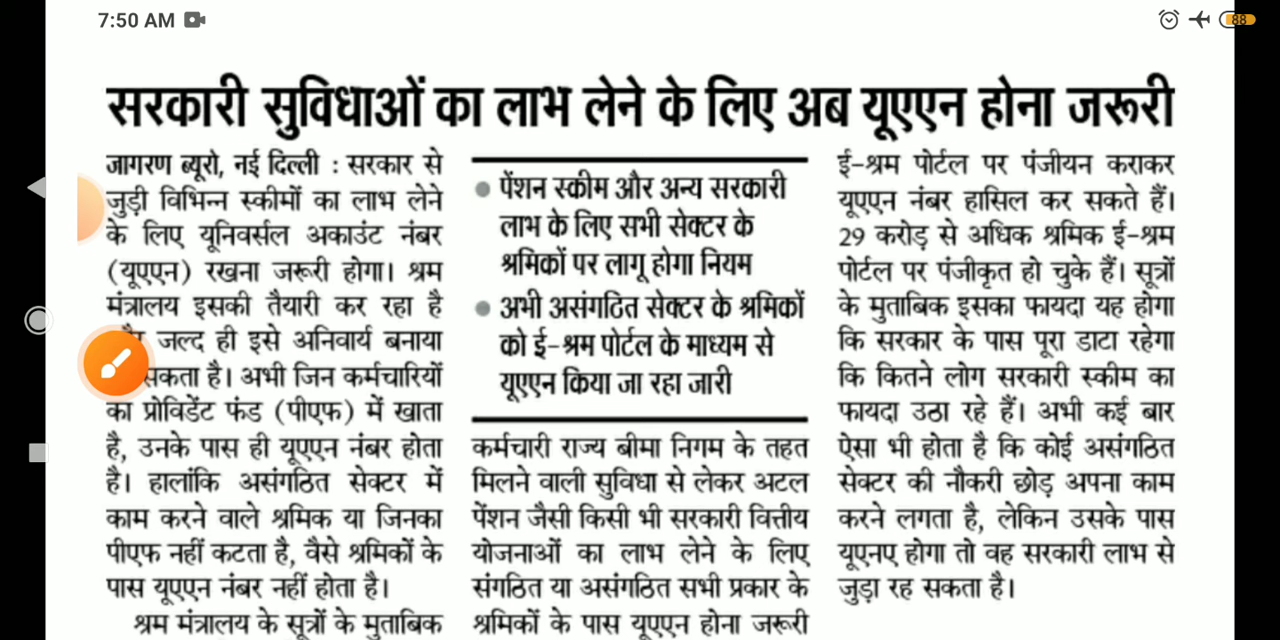 7:50 AM
88
सरकारी सुविधाओं का लाभ लेने के लिए अब यूएएन होना जरूरी
जागरण ब्यूरो, नई दिल्ली : सरकार से
जुड़ी विभिन्न स्कीमों का लाभ लेने
के लिए यूनिवर्सल अकाउंट नंबर
(यूएएन) रखना जरूरी होगा। श्रम
मंत्रालय इसकी तैयारी कर रहा है
जल्द ही इसे अनिवार्य बनाया
सकता है। अभी जिन कर्मचारियों
का प्रोविडेंट फंड (पीएफ) में खाता
है, उनके पास ही यूएएन नंबर होता
है। हालांकि असंगठित सेक्टर में
काम करने वाले श्रमिक या जिनका
पीएफ नहीं कटता है, वैसे श्रमिकों के
पास यूएएन नंबर नहीं होता है।
श्रम मंत्रालय के सूत्रों के मुताबिक
पेंशन स्कीम और अन्य सरकारी
लाभ के लिए सभी सेक्टर के
श्रमिकों पर लागू होगा नियम
अभी असंगठित सेक्टर के श्रमिकों
को ई-श्रम पोर्टल के माध्यम से
यूएएन किया जा रहा जारी
कर्मचारी राज्य बीमा निगम के तहत
मिलने वाली सुविधा से लेकर अटल
पेंशन जैसी किसी भी सरकारी वित्तीय
योजनाओं का लाभ लेने के लिए
संगठित या असंगठित सभी प्रकार के
श्रमिकों के पास यूएएन होना जरूरी
ई-श्रम पोर्टल पर पंजीयन कराकर
यूएएन नंबर हासिल कर सकते हैं।
29 करोड़ से अधिक श्रमिक ई-श्रम
पोर्टल पर पंजीकृत हो चुके हैं। सूत्रों
के मुताबिक इसका फायदा यह होगा
कि सरकार के पास पूरा डाटा रहेगा
कि कितने लोग सरकारी स्कीम का
फायदा उठा रहे हैं। अभी कई बार
ऐसा भी होता है कि कोई असंगठित
सेक्टर की नौकरी छोड़ अपना काम
करने लगता है, लेकिन उसके पास
यूएनए होगा तो वह सरकारी लाभ से
जुड़ा रह सकता है।